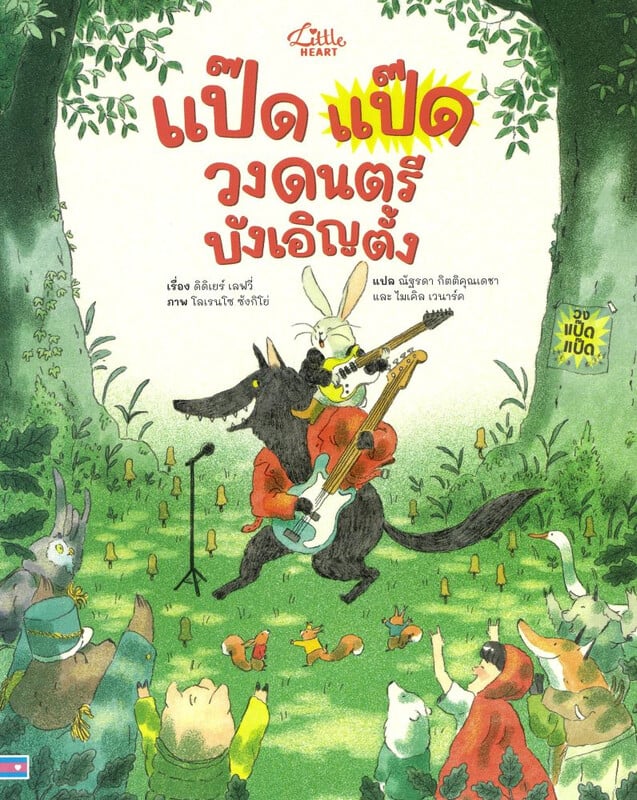 Little
HEART
แป๊ด แป๊ด
วงดนตรี
บังเอิญตั้ง
เรื่อง ดิดิเยร์ เลฟวี่
ภาพ โลเรนโซ ซังกิโย่
แปล ณัฐรดา กิตติคุณเดชา
และ ไมเคิล เวนาร์ค
วง
แป๊ด
แป๊ด